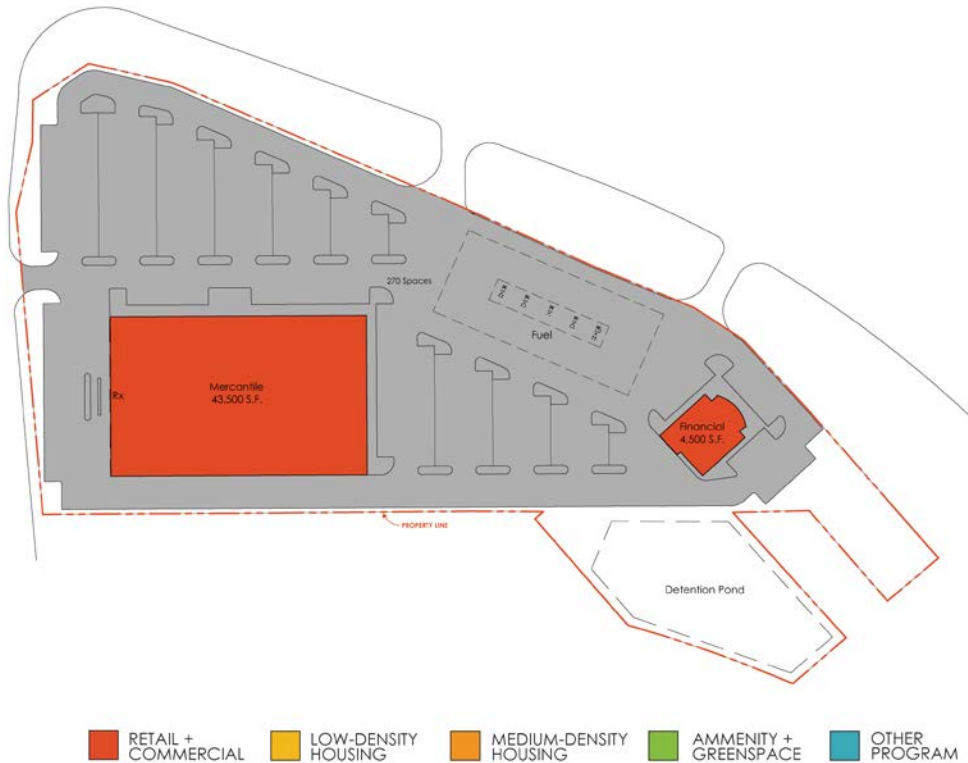 270 Spaces
Fuel
Mercantile
43,500 S.F.
Rx
Financial
4,500 S.F.
PROPERTY LINE
Detention Pond
RETAIL +
COMMERCIAL
LOW-DENSITY
HOUSING
MEDIUM-DENSITY
HOUSING
AMMENITY +
GREENSPACE
OTHER
PROGRAM